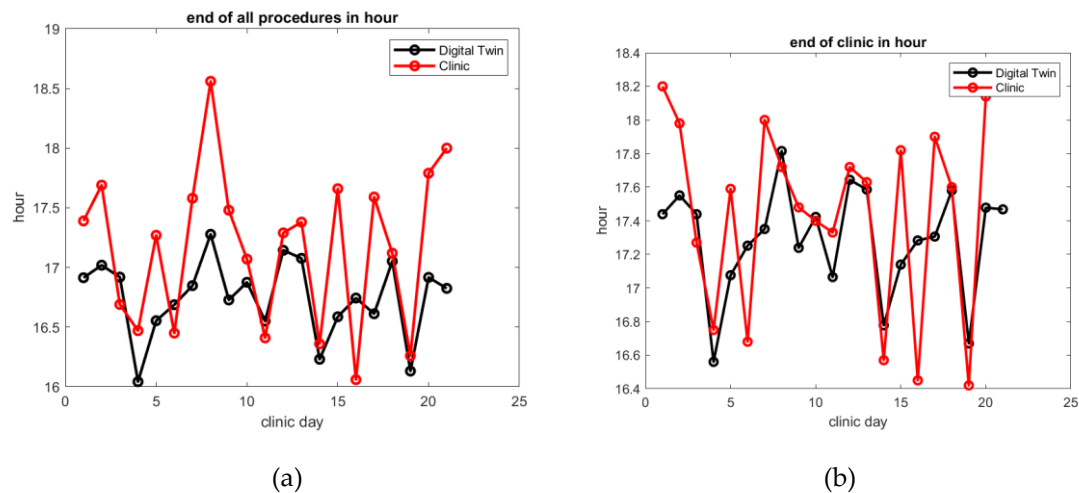 end of all procedures in hour
19
18.5
18
17.5
17
16.5
16
hour
Digital Twin
Clinic
0 5 10 15 20 25
clinic day
(a)
end of clinic in hour
18.4
18.2
18
17.8
17.6
17.4
17.2
17
16.8
16.6
16.4
hour
Digital Twin
Clinic
0 5 10 15 20 25
clinic day
(b)